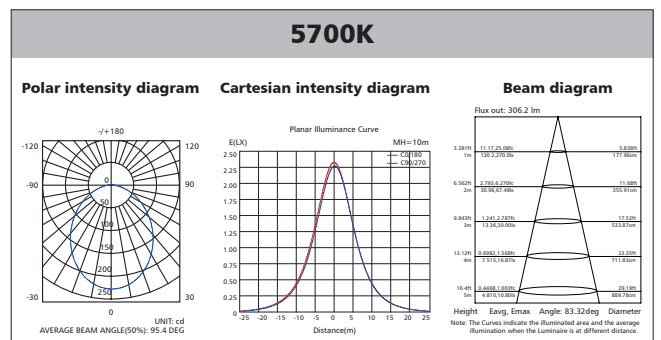 5700K
Polar intensity diagram
Cartesian intensity diagram
Beam diagram
-/+180
-120
120
-90
90
0
50
100
150
200
250
-30
30
0
UNIT: cd
AVERAGE BEAM ANGLE(50%): 95.4 DEG
Planar Illuminance Curve
E(LX)
MH=10m
C0/180
C90/270
2.50
2.25
2.00
1.75
1.50
1.25
1.00
0.75
0.50
0.25
0
-25 -20 -15 -10 -5 0 5 10 15 20 25
Distance(m)
Flux out: 306.2 lm
3.281ft 11.17,25.08fc 5.838ft
1m 120.2,270.0lx 177.96cm
6.562ft 2.793,6.270fc 11.68ft
2m 30.06,67.49lx 355.91cm
9.843ft 1.241,2.787fc 17.52ft
3m 13.36,30.00lx 533.87cm
13.12ft 0.6982,1.568fc 23.35ft
4m 7.515,16.87lx 711.83cm
16.4ft 0.4468,1.003fc 29.19ft
5m 4.810,10.80lx 889.78cm
Height Eavg, Emax Angle: 83.32deg Diameter
Note: The Curves indicate the illuminated area and the average
illumination when the Luminaire is at different distance.